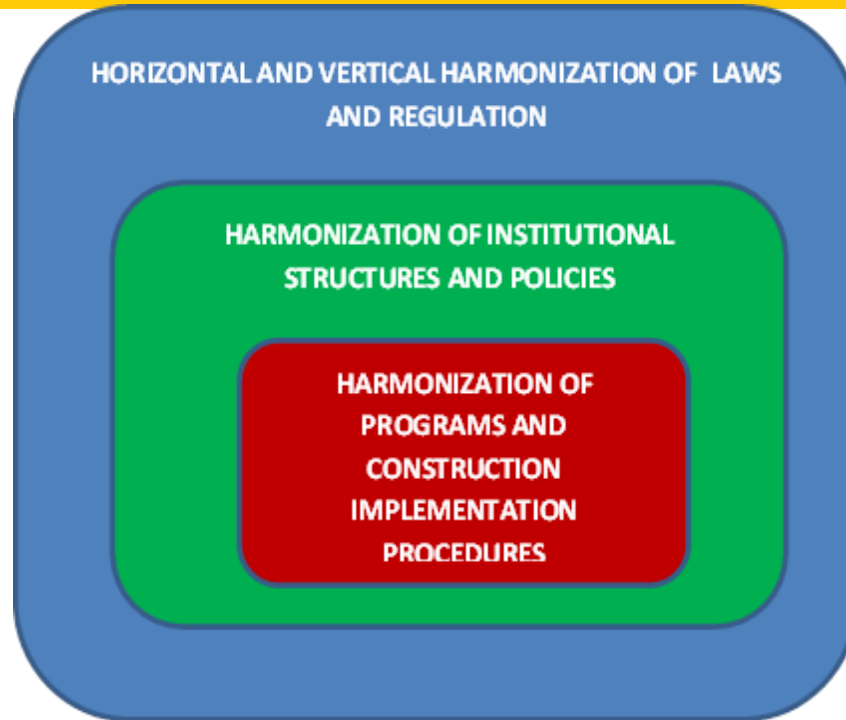 HORIZONTAL AND VERTICAL HARMONIZATION OF LAWS
AND REGULATION
HARMONIZATION OF INSTITUTIONAL
STRUCTURES AND POLICIES
HARMONIZATION OF
PROGRAMS AND
CONSTRUCTION
IMPLEMENTATION
PROCEDURES